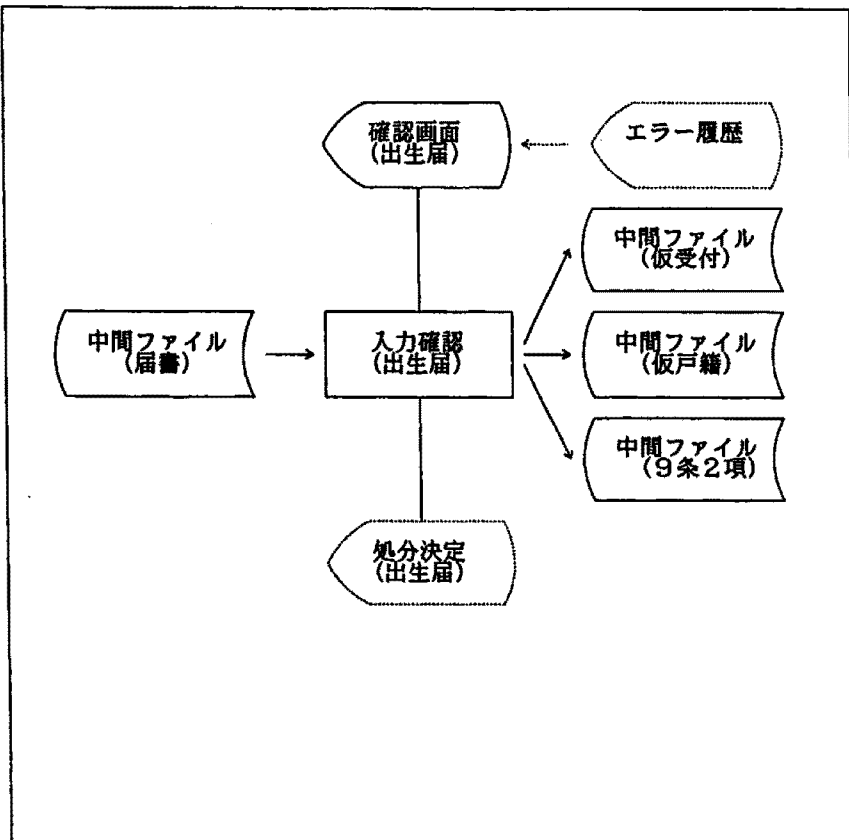 確認画面
(出生届)
エラー履歴
中間ファイル
(仮受付)
中間ファイル
(届書)
入力確認
(出生届)
中間ファイル
(仮戸籍)
中間ファイル
(9条2項)
処分決定
(出生届)